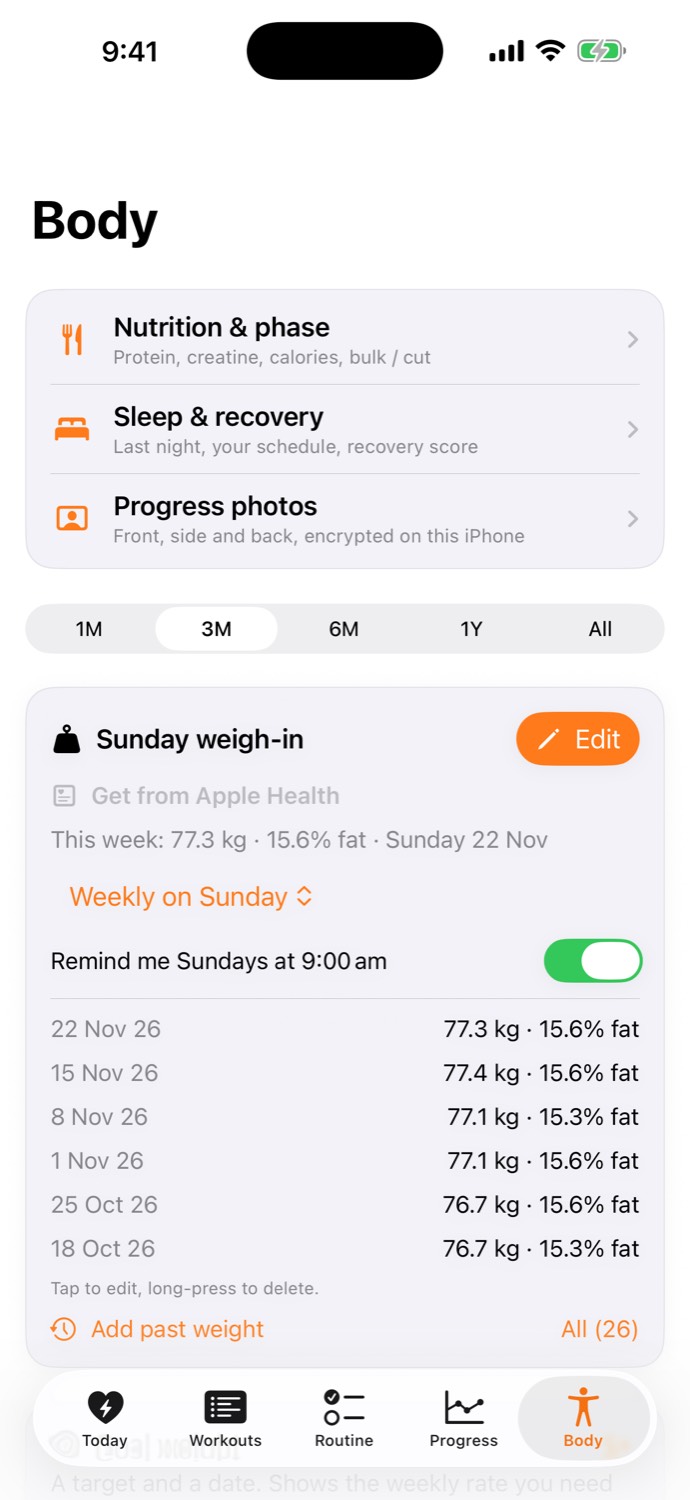 9:41
Body
Nutrition & phase
Protein, creatine, calories, bulk / cut
Sleep & recovery
Last night, your schedule, recovery score
Progress photos
Front, side and back, encrypted on this iPhone
1M 3M 6M 1Y All
Sunday weigh-in Edit
Get from Apple Health
This week: 77.3 kg · 15.6% fat · Sunday 22 Nov
Weekly on Sunday
Remind me Sundays at 9:00 am
22 Nov 26 77.3 kg · 15.6% fat
15 Nov 26 77.4 kg · 15.6% fat
8 Nov 26 77.1 kg · 15.3% fat
1 Nov 26 77.1 kg · 15.6% fat
25 Oct 26 76.7 kg · 15.6% fat
18 Oct 26 76.7 kg · 15.3% fat
Tap to edit, long-press to delete.
Add past weight All (26)
Today Workouts Routine Progress Body
A target and a date. Shows the weekly rate you need